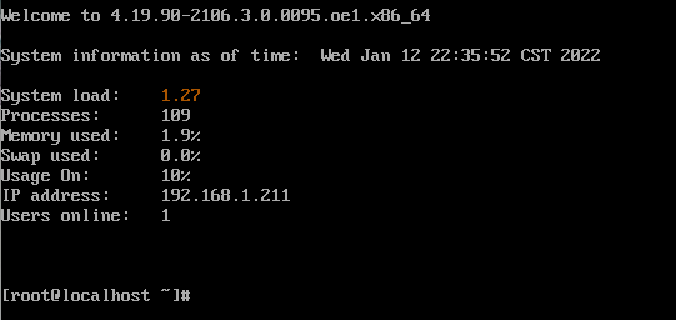 Welcome to 4.19.90-2106.3.0.0095.oe1.x86_64
System information as of time:  Wed Jan 12 22:35:52 CST 2022
System load:    1.27
Processes:      109
Memory used:    1.9%
Swap used:      0.0%
Usage On:       10%
IP address:     192.168.1.211
Users online:   1
[root@localhost ~]#